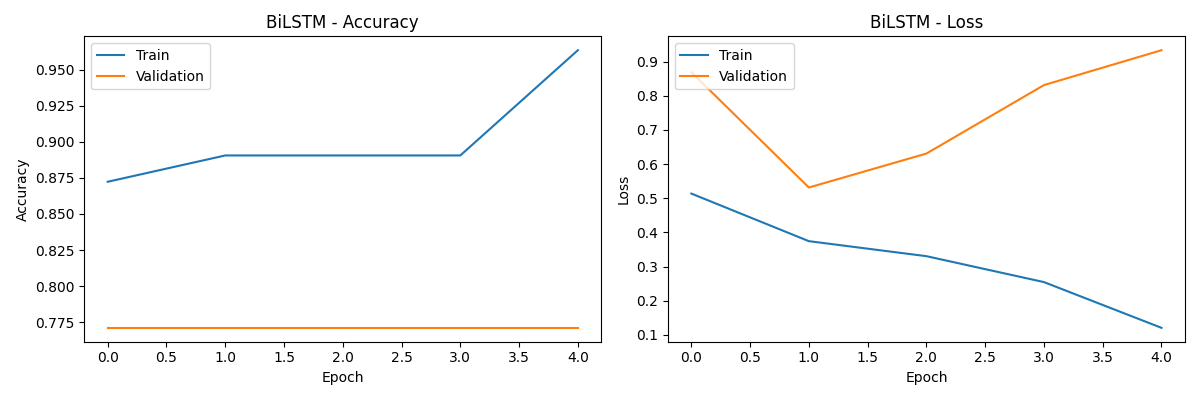 BiLSTM - Accuracy
Train
Validation
0.950
0.925
0.900
0.875
0.850
0.825
0.800
0.775
Accuracy
0.0 0.5 1.0 1.5 2.0 2.5 3.0 3.5 4.0
Epoch
BiLSTM - Loss
Train
Validation
0.9
0.8
0.7
0.6
0.5
0.4
0.3
0.2
0.1
Loss
0.0 0.5 1.0 1.5 2.0 2.5 3.0 3.5 4.0
Epoch